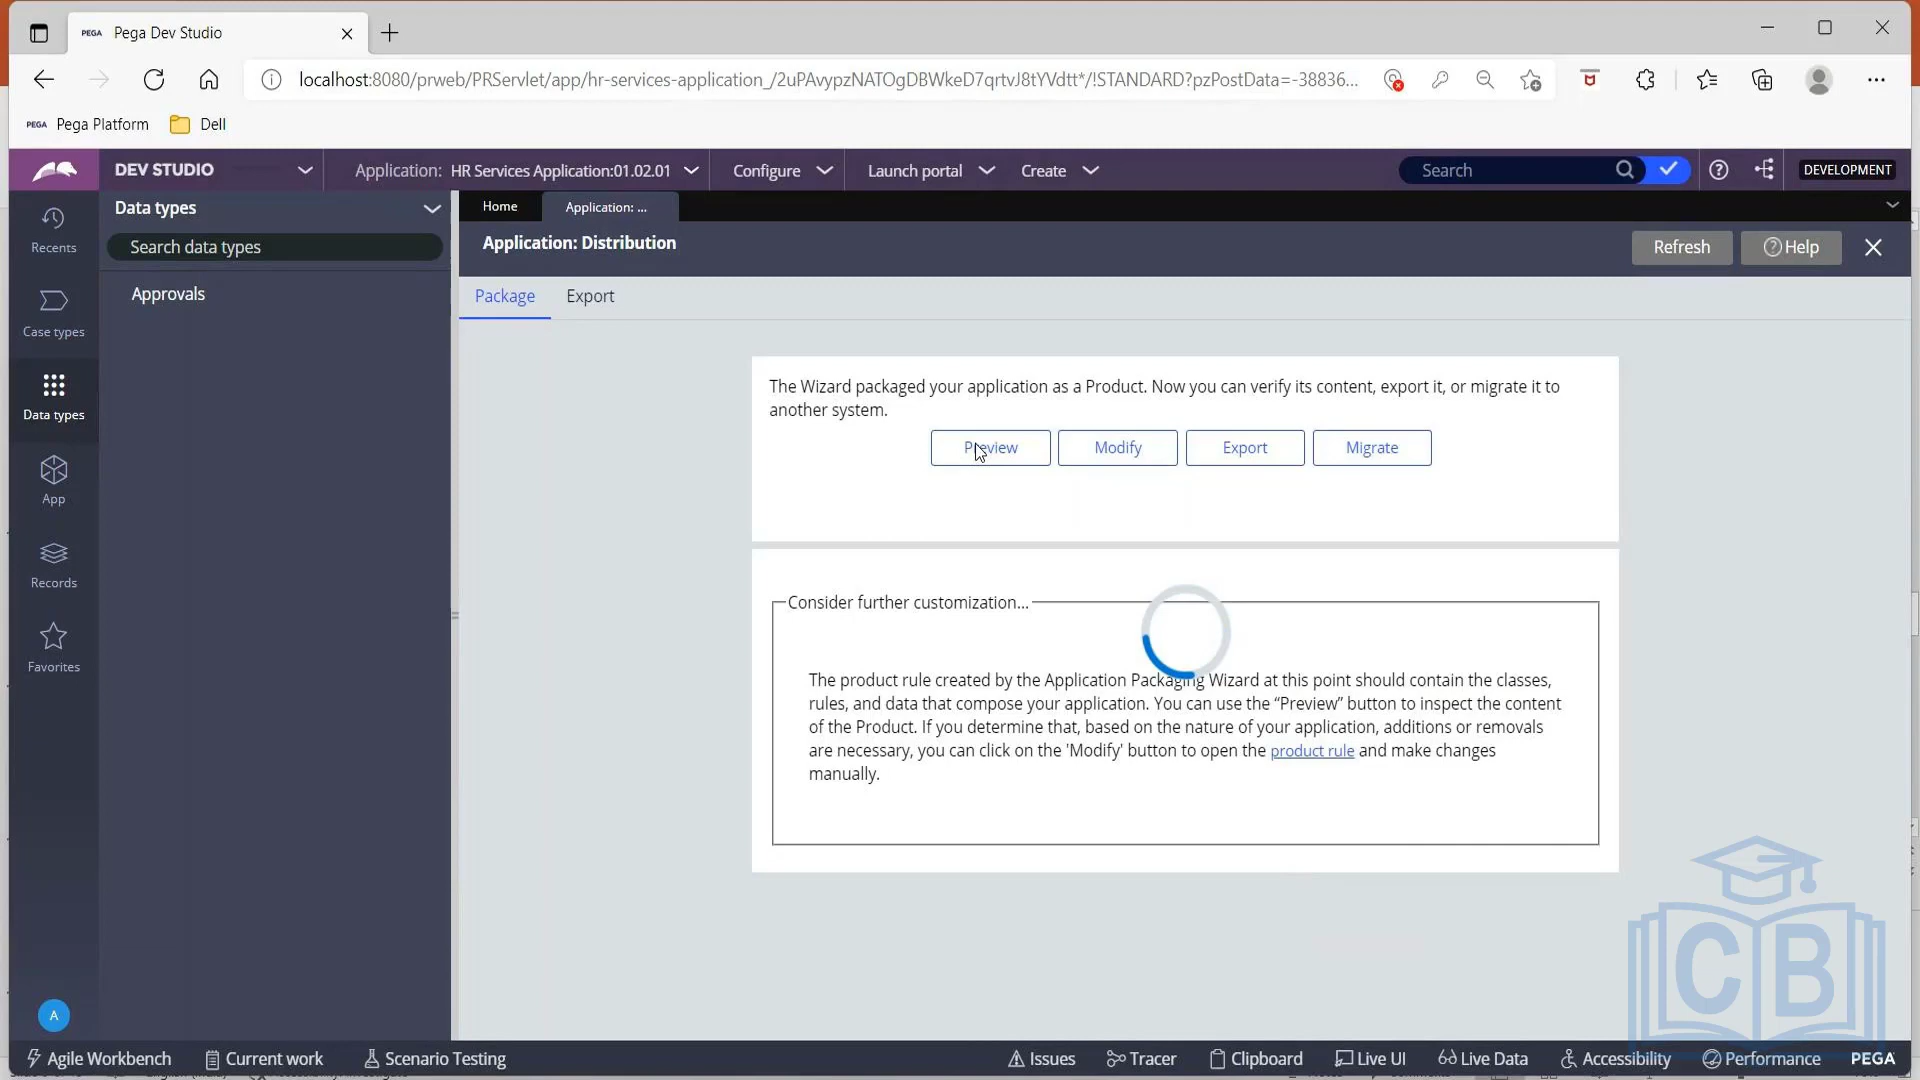 PEGA Pega Dev Studio
localhost:8080/prweb/PRServlet/app/hr-services-application_/2uPAvypzNATOgDBWkeD7qrtvJ8tYVdtt*/!STANDARD?pzPostData=-38836...
PEGA Pega Platform Dell
DEV STUDIO Application: HR Services Application:01.02.01 Configure Launch portal Create Search DEVELOPMENT
Recents
Case types
Data types
App
Records
Favorites
A
Data types
Search data types
Approvals
Home Application: ...
Application: Distribution
Refresh Help
Package Export
The Wizard packaged your application as a Product. Now you can verify its content, export it, or migrate it to
another system.
Preview Modify Export Migrate
Consider further customization...
The product rule created by the Application Packaging Wizard at this point should contain the classes,
rules, and data that compose your application. You can use the “Preview” button to inspect the content
of the Product. If you determine that, based on the nature of your application, additions or removals
are necessary, you can click on the 'Modify' button to open the product rule and make changes
manually.
CB
Agile Workbench Current work Scenario Testing Issues Tracer Clipboard Live UI Live Data Accessibility Performance PEGA